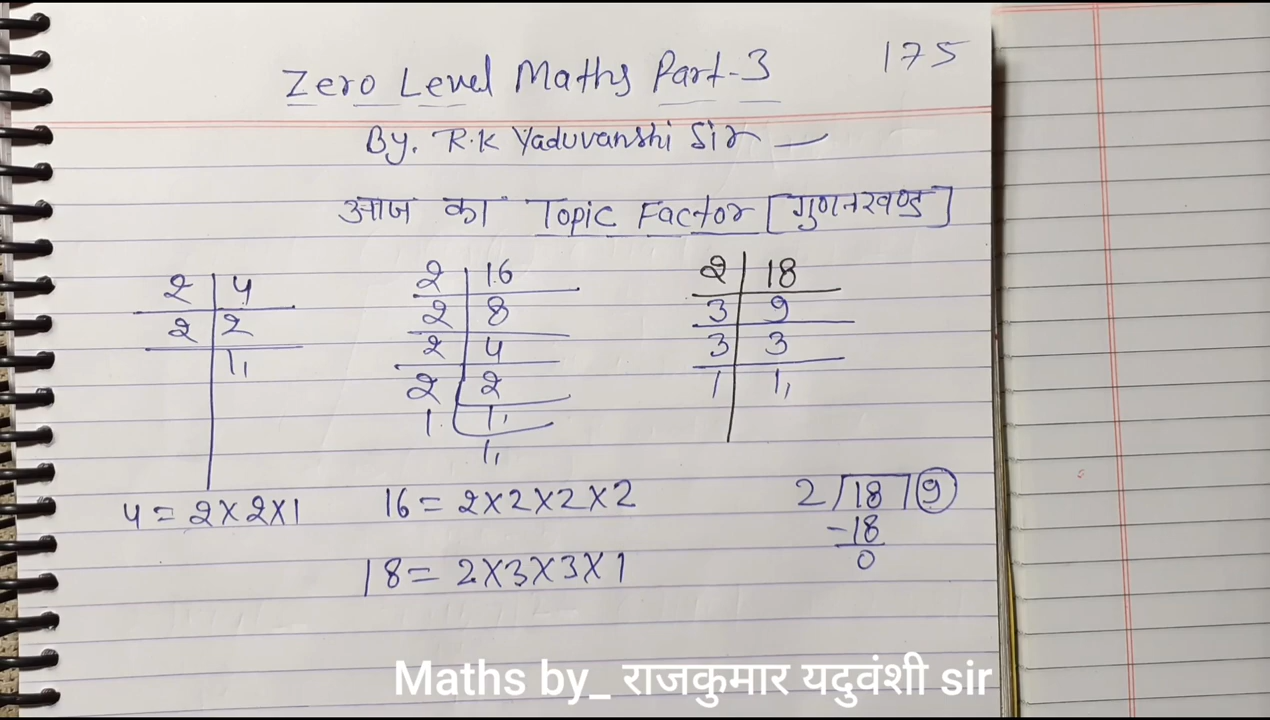 175
Zero Level Maths Part-3
By. R.K Yaduvanshi Sir —
आज का Topic Factor [गुणनखण्ड]
2 | 4
2 | 2
1
2 | 16
2 | 8
2 | 4
2 | 2
1 | 1
1
2 | 18
3 | 9
3 | 3
1 | 1
4 = 2×2×1
16 = 2×2×2×2
2 / 18 / 9
-18
0
18 = 2×3×3×1
Maths by_ राजकुमार यदुवंशी sir